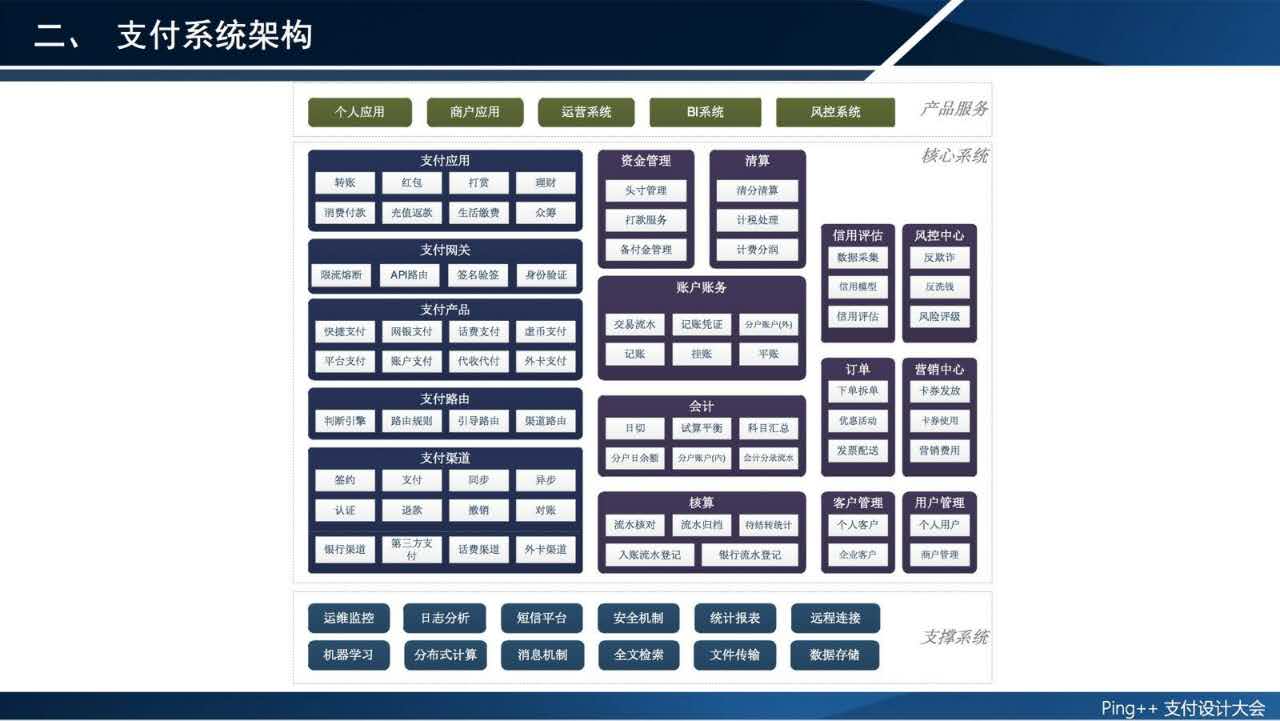 二、 支付系统架构
个人应用 商户应用 运营系统 BI系统 风控系统 产品服务
核心系统
支付应用
转账 红包 打赏 理财
消费付款 充值返款 生活缴费 众筹
支付网关
限流熔断 API路由 签名验签 身份验证
支付产品
快捷支付 网银支付 话费支付 虚币支付
平台支付 账户支付 代收代付 外卡支付
支付路由
判断引擎 路由规则 引导路由 渠道路由
支付渠道
签约 支付 同步 异步
认证 退款 撤销 对账
银行渠道 第三方支付 话费渠道 外卡渠道
资金管理
头寸管理
打款服务
备付金管理
清算
清分清算
计税处理
计费分润
账户账务
交易流水 记账凭证 分户账户(外)
记账 挂账 平账
会计
日切 试算平衡 科目汇总
分户日余额 分户账户(内) 会计分录流水
核算
流水核对 流水归档 待结转统计
入账流水登记 银行流水登记
信用评估
数据采集
信用模型
信用评估
风控中心
反欺诈
反洗钱
风险评级
订单
下单拆单
优惠活动
发票配送
营销中心
卡券发放
卡券使用
营销费用
客户管理
个人客户
企业客户
用户管理
个人用户
商户管理
运维监控 日志分析 短信平台 安全机制 统计报表 远程连接
支撑系统
机器学习 分布式计算 消息机制 全文检索 文件传输 数据存储
Ping++ 支付设计大会